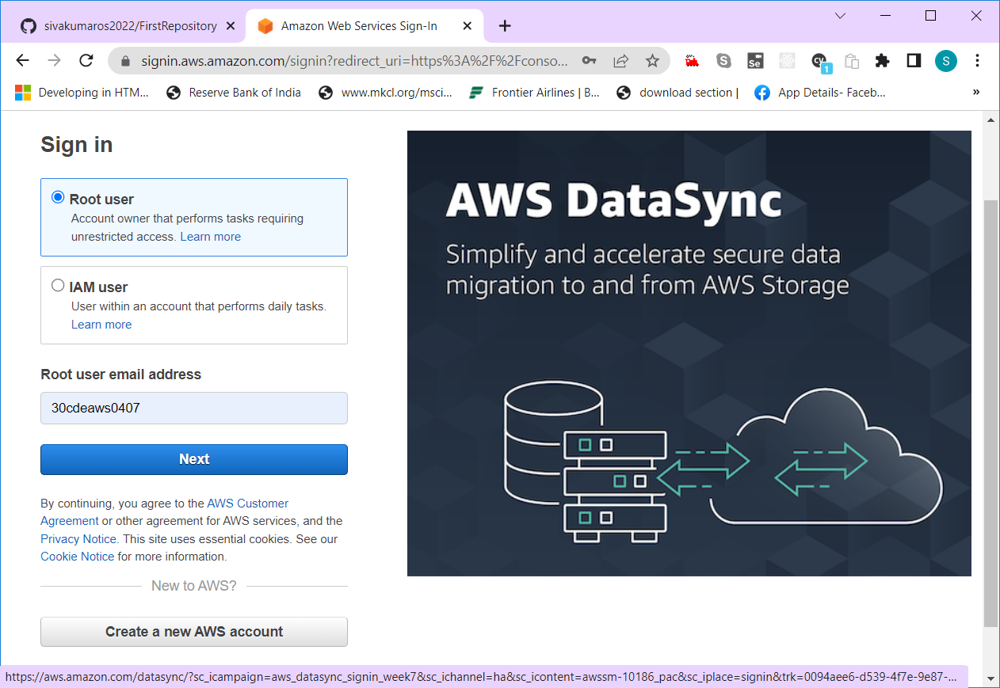 sivakumaros2022/FirstRepository
Amazon Web Services Sign-In
signin.aws.amazon.com/signin?redirect_uri=https%3A%2F%2Fconso...
Se
cy
1
S
Developing in HTM...
Reserve Bank of India
www.mkcl.org/msci...
Frontier Airlines | B...
download section |
App Details- Faceb...
»
Sign in
Root user
Account owner that performs tasks requiring
unrestricted access. Learn more
IAM user
User within an account that performs daily tasks.
Learn more
Root user email address
30cdeaws0407
Next
By continuing, you agree to the AWS Customer
Agreement or other agreement for AWS services, and the
Privacy Notice. This site uses essential cookies. See our
Cookie Notice for more information.
New to AWS?
Create a new AWS account
AWS DataSync
Simplify and accelerate secure data
migration to and from AWS Storage
https://aws.amazon.com/datasync/?sc_icampaign=aws_datasync_signin_week7&sc_ichannel=ha&sc_icontent=awssm-10186_pac&sc_iplace=signin&trk=0094aee6-d539-4f7e-9e87-...